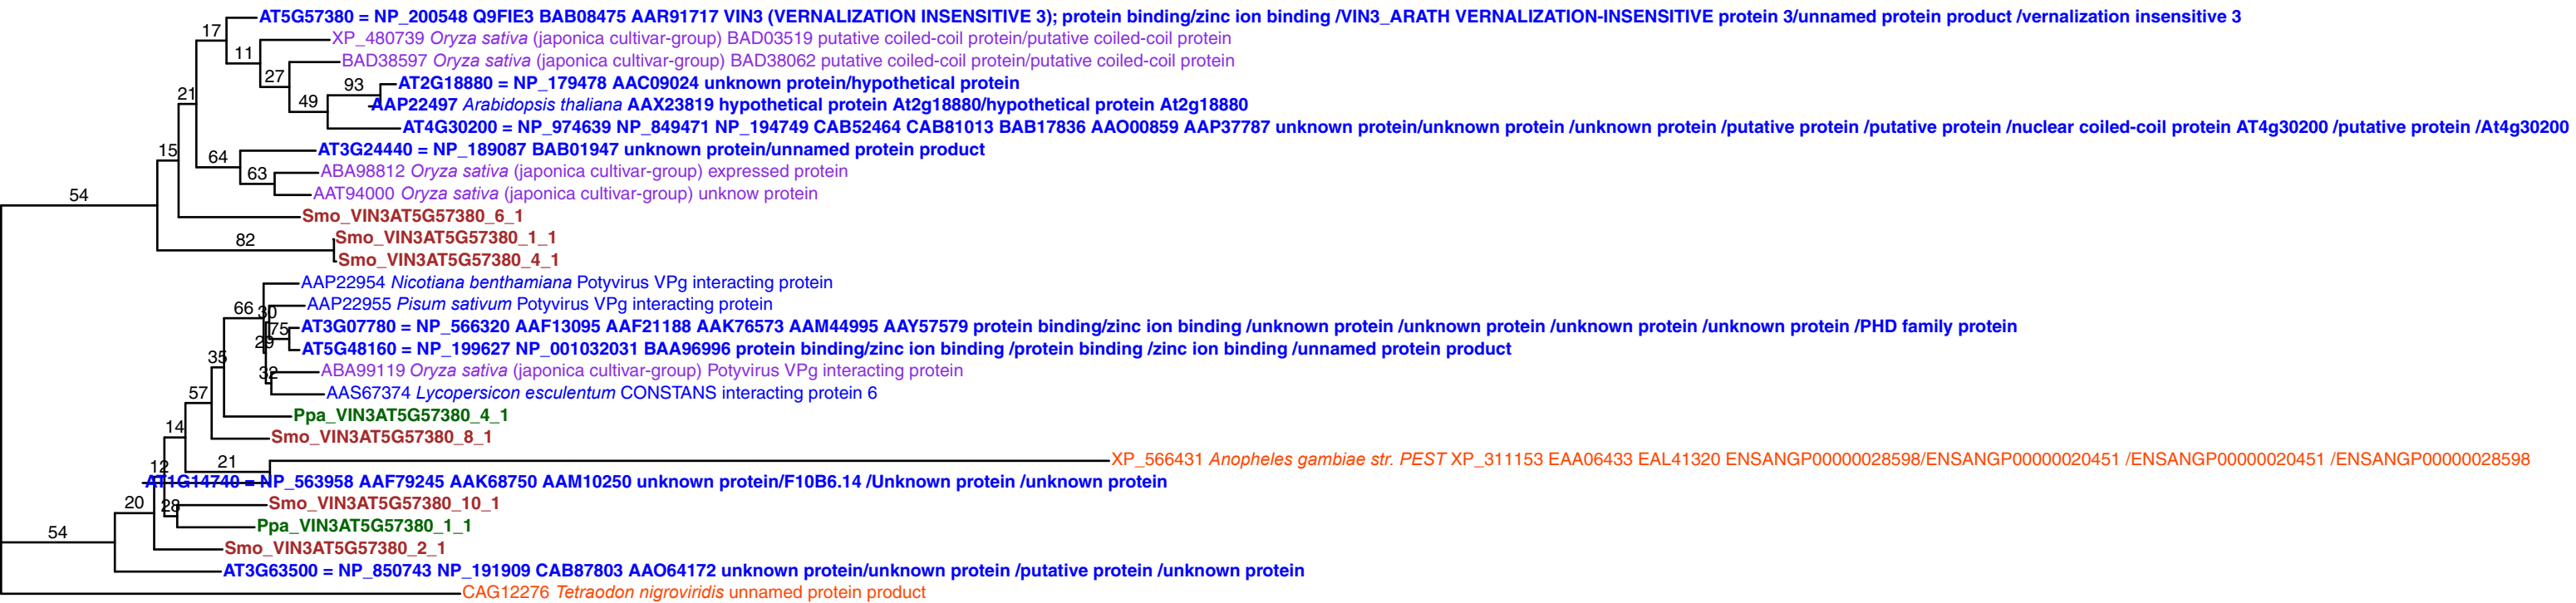 AT5G57380 = NP_200548 Q9FIE3 BAB08475 AAR91717 VIN3 (VERNALIZATION INSENSITIVE 3); protein binding/zinc ion binding /VIN3_ARATH VERNALIZATION-INSENSITIVE protein 3/unnamed protein product /vernalization insensitive 3
17
XP_480739 Oryza sativa (japonica cultivar-group) BAD03519 putative coiled-coil protein/putative coiled-coil protein
11
BAD38597 Oryza sativa (japonica cultivar-group) BAD38062 putative coiled-coil protein/putative coiled-coil protein
27
93
AT2G18880 = NP_179478 AAC09024 unknown protein/hypothetical protein
21
49
AAP22497 Arabidopsis thaliana AAX23819 hypothetical protein At2g18880/hypothetical protein At2g18880
AT4G30200 = NP_974639 NP_849471 NP_194749 CAB52464 CAB81013 BAB17836 AAO00859 AAP37787 unknown protein/unknown protein /unknown protein /putative protein /putative protein /nuclear coiled-coil protein AT4g30200 /putative protein /At4g30200
15
64
AT3G24440 = NP_189087 BAB01947 unknown protein/unnamed protein product
63
ABA98812 Oryza sativa (japonica cultivar-group) expressed protein
54
AAT94000 Oryza sativa (japonica cultivar-group) unknow protein
Smo_VIN3AT5G57380_6_1
82
Smo_VIN3AT5G57380_1_1
Smo_VIN3AT5G57380_4_1
AAP22954 Nicotiana benthamiana Potyvirus VPg interacting protein
66
30
AAP22955 Pisum sativum Potyvirus VPg interacting protein
75
AT3G07780 = NP_566320 AAF13095 AAF21188 AAK76573 AAM44995 AAY57579 protein binding/zinc ion binding /unknown protein /unknown protein /unknown protein /unknown protein /PHD family protein
29
AT5G48160 = NP_199627 NP_001032031 BAA96996 protein binding/zinc ion binding /protein binding /zinc ion binding /unnamed protein product
35
32
ABA99119 Oryza sativa (japonica cultivar-group) Potyvirus VPg interacting protein
57
AAS67374 Lycopersicon esculentum CONSTANS interacting protein 6
Ppa_VIN3AT5G57380_4_1
14
Smo_VIN3AT5G57380_8_1
12
21
XP_566431 Anopheles gambiae str. PEST XP_311153 EAA06433 EAL41320 ENSANGP00000028598/ENSANGP00000020451 /ENSANGP00000020451 /ENSANGP00000028598
AT1G14740 = NP_563958 AAF79245 AAK68750 AAM10250 unknown protein/F10B6.14 /Unknown protein /unknown protein
20
28
Smo_VIN3AT5G57380_10_1
54
Ppa_VIN3AT5G57380_1_1
Smo_VIN3AT5G57380_2_1
AT3G63500 = NP_850743 NP_191909 CAB87803 AAO64172 unknown protein/unknown protein /putative protein /unknown protein
CAG12276 Tetraodon nigroviridis unnamed protein product